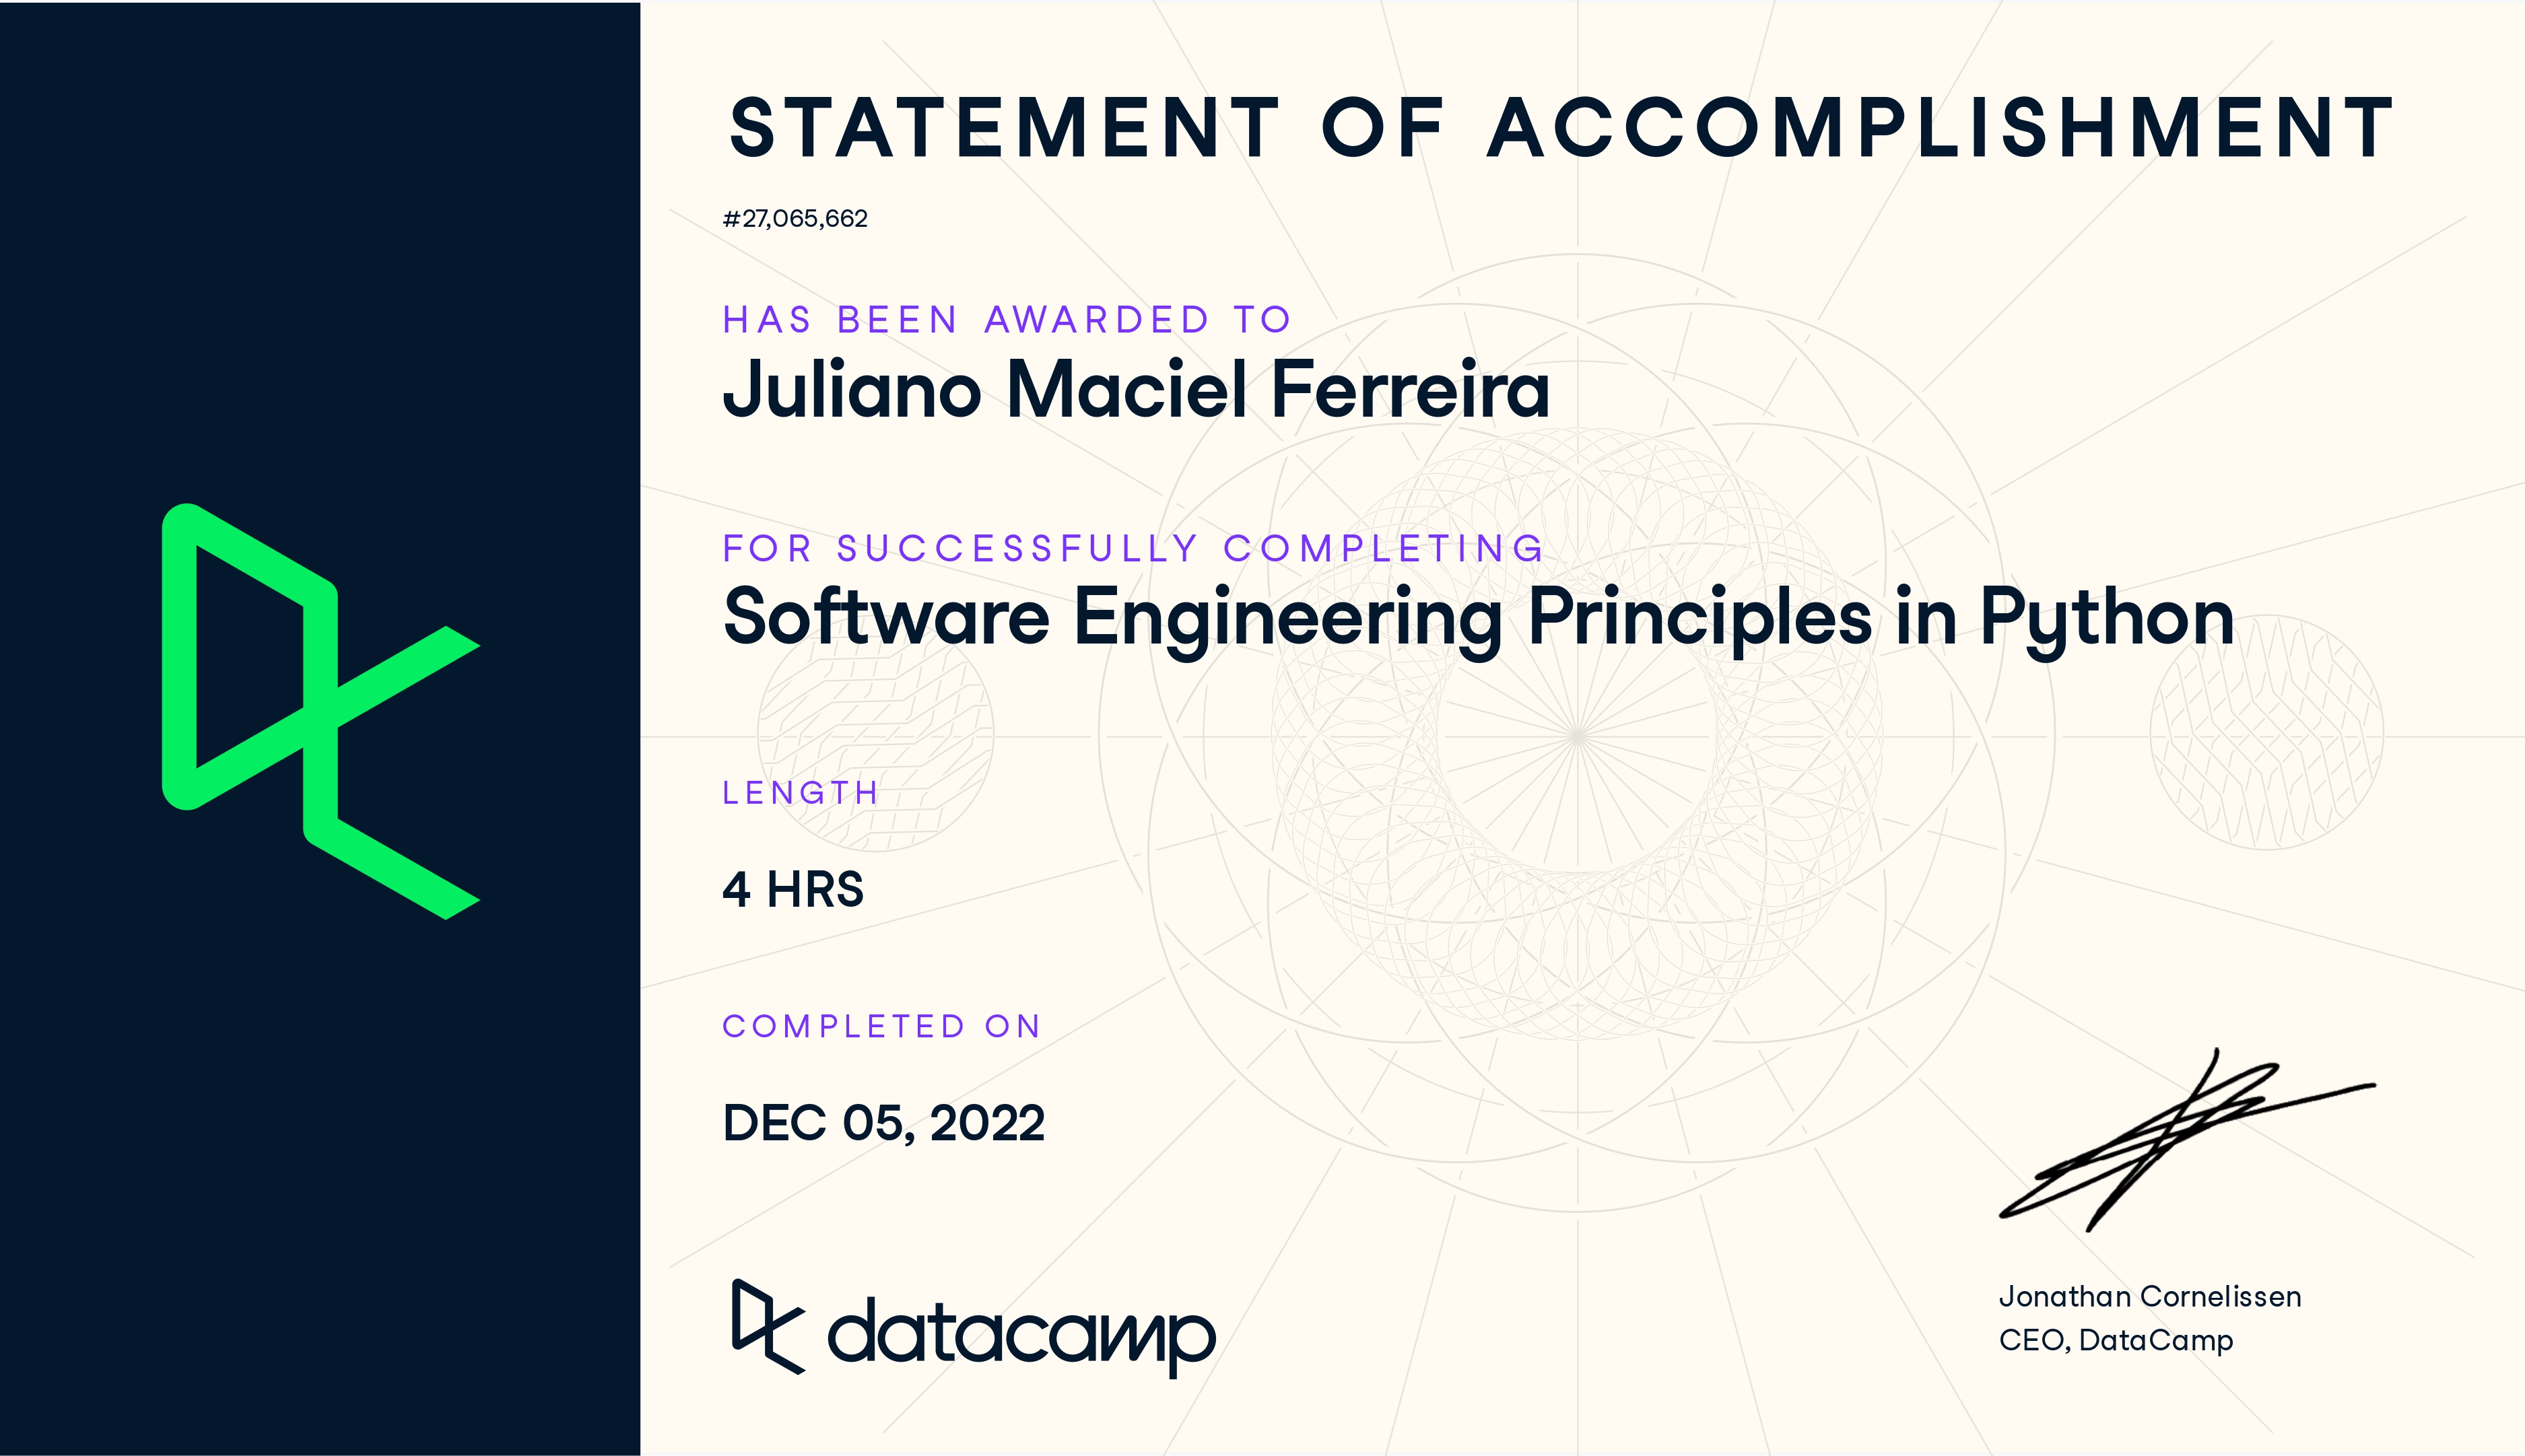 STATEMENT OF ACCOMPLISHMENT
#27,065,662
HAS BEEN AWARDED TO
Juliano Maciel Ferreira
FOR SUCCESSFULLY COMPLETING
Software Engineering Principles in Python
LENGTH
4 HRS
COMPLETED ON
DEC 05, 2022
datacamp
Jonathan Cornelissen
CEO, DataCamp